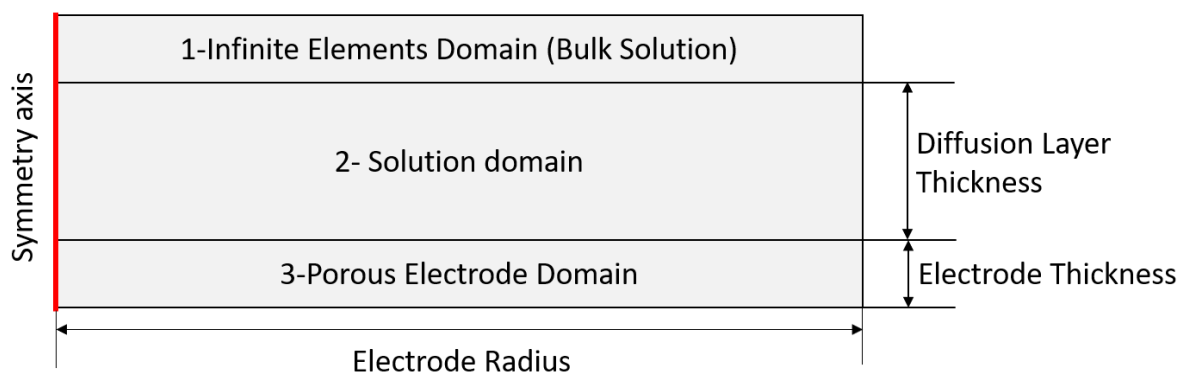 1-Infinite Elements Domain (Bulk Solution)
Symmetry axis
2- Solution domain
Diffusion Layer
Thickness
3-Porous Electrode Domain
Electrode Thickness
Electrode Radius